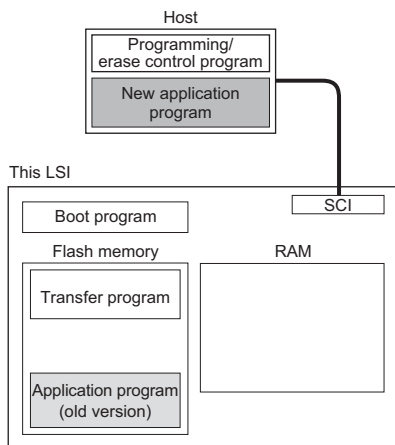 Host
Programming/
erase control program
New application
program
This LSI
SCI
Boot program
Flash memory
RAM
Transfer program
Application program
(old version)